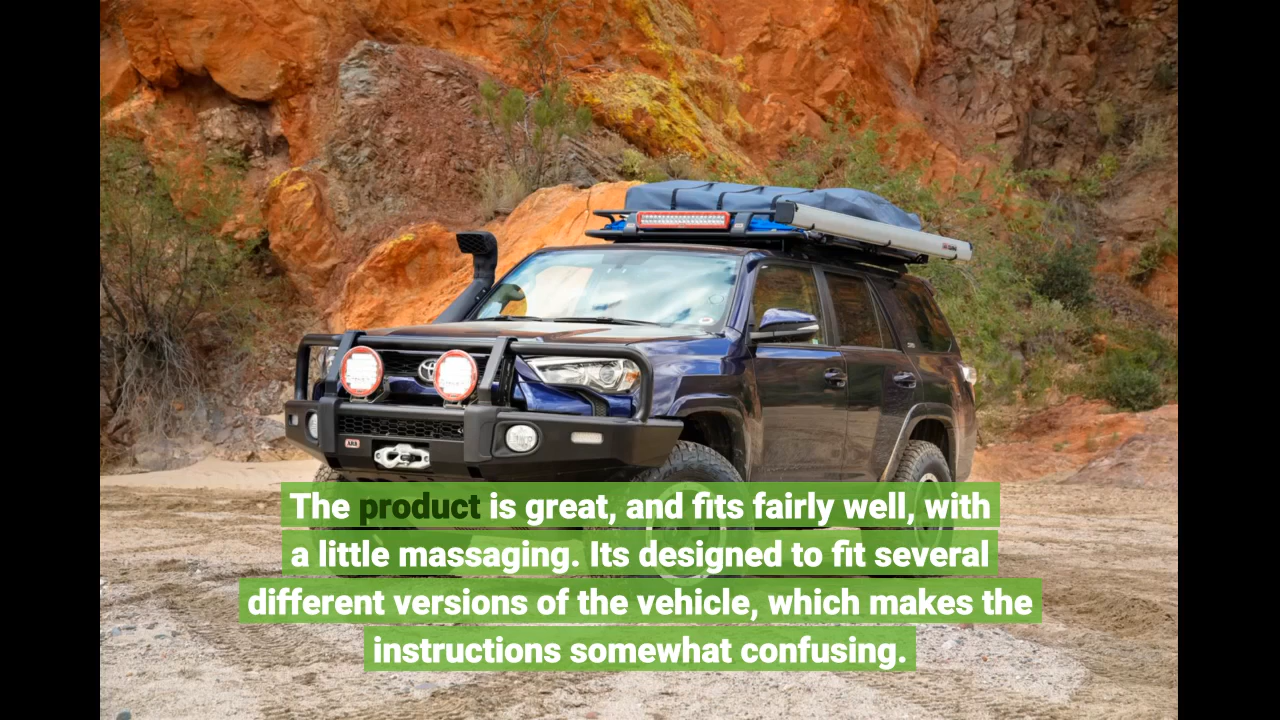 ARB
The product is great, and fits fairly well, with
a little massaging. Its designed to fit several
different versions of the vehicle, which makes the
instructions somewhat confusing.